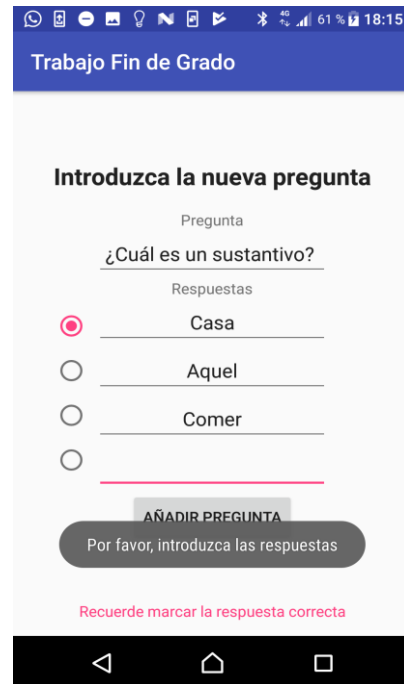 4G
61 % 18:15
Trabajo Fin de Grado
Introduzca la nueva pregunta
Pregunta
¿Cuál es un sustantivo?
Respuestas
Casa
Aquel
Comer
AÑADIR PREGUNTA
Por favor, introduzca las respuestas
Recuerde marcar la respuesta correcta